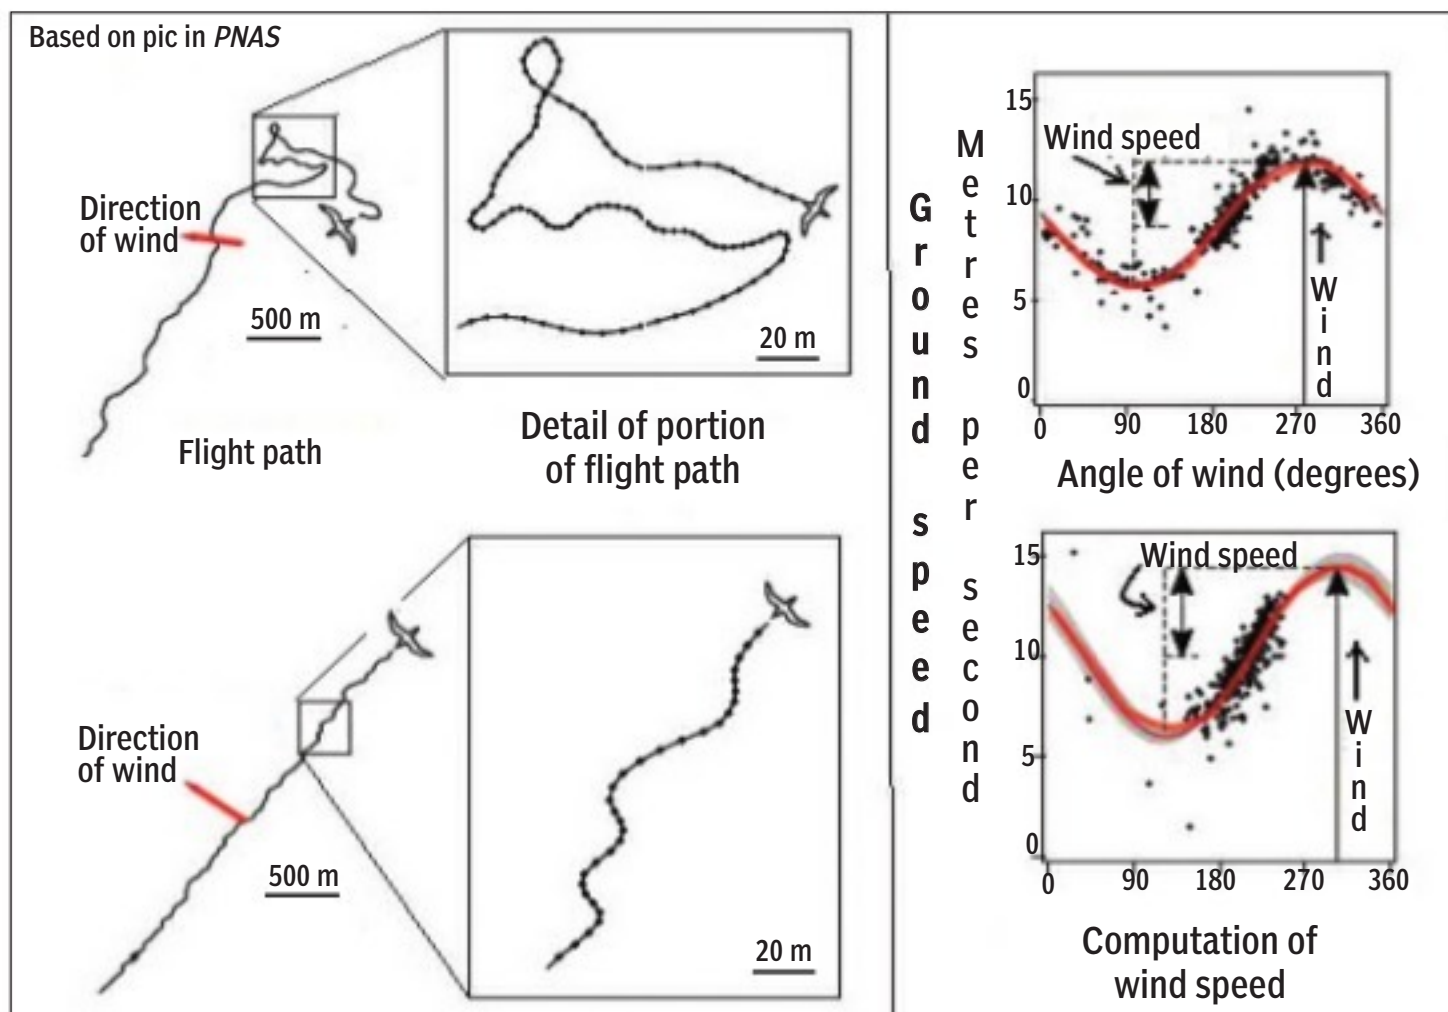 Based on pic in PNAS
Direction
of wind
500 m
Flight path
20 m
Detail of portion
of flight path
Direction
of wind
500 m
20 m
Ground speed
Metres per second
15
10
5
0
Wind speed
Wind
0 90 180 270 360
Angle of wind (degrees)
15
10
5
0
Wind speed
Wind
0 90 180 270 360
Computation of
wind speed